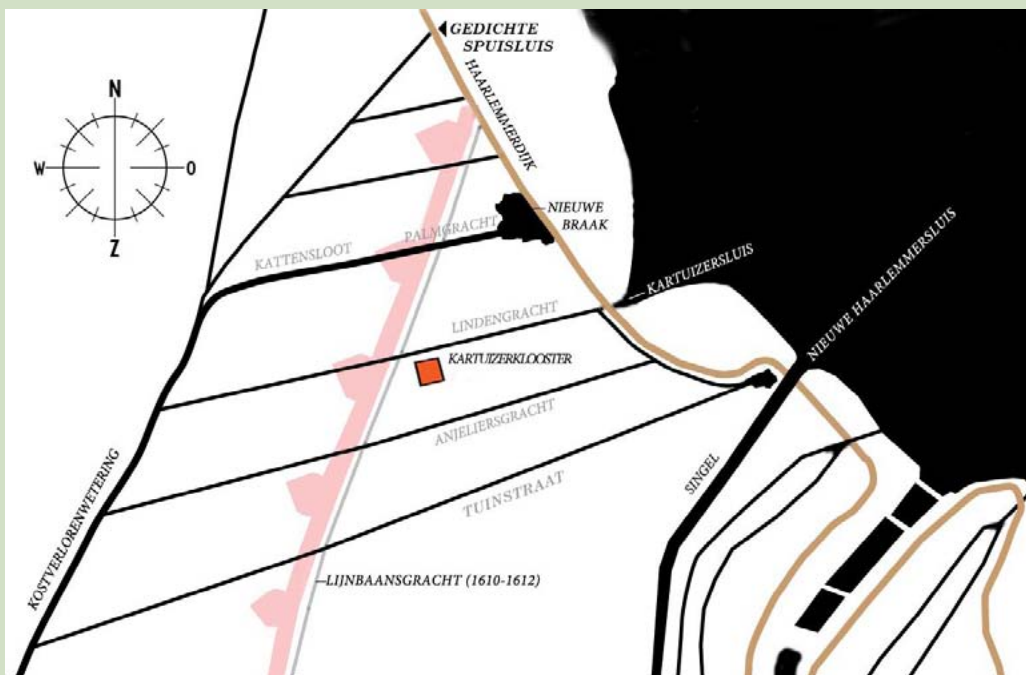 GEDICHTE
SPUISLUIS
HAARLEMMERDIJK
N
W
O
Z
NIEUWE
BRAAK
PALMGRACHT
KATTENSLOOT
KARTUIZERSLUIS
NIEUWE HAARLEMMERSLUIS
LINDENGRACHT
KARTUIZERKLOOSTER
ANJELIERSGRACHT
TUINSTRAAT
SINGEL
KOSTVERLORENWETERING
LIJNBAANSGRACHT (1610-1612)